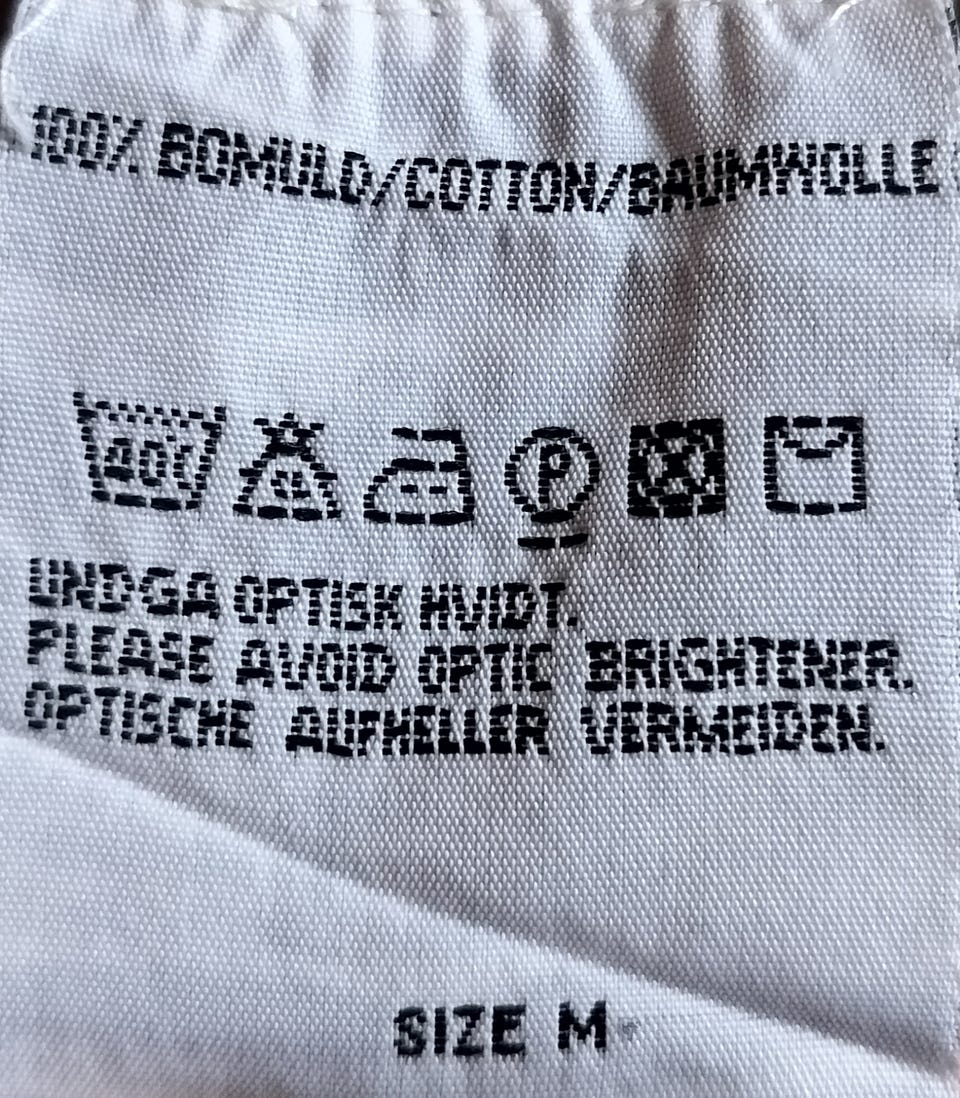 100% BOMULD/COTTON/BAUMWOLLE
40°C
P
UNDGÅ OPTISK HVIDT.
PLEASE AVOID OPTIC BRIGHTENER.
OPTISCHE AUFHELLER VERMEIDEN.
SIZE M